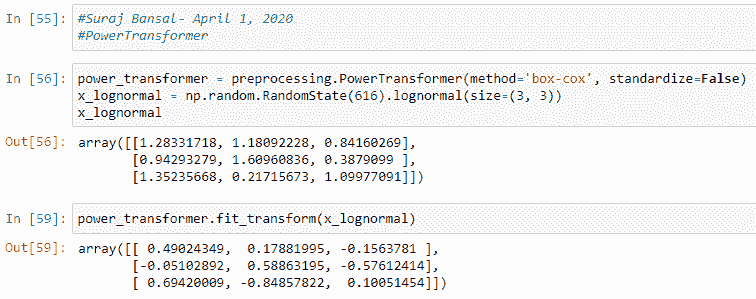 In [55]: #Suraj Bansal- April 1, 2020
#PowerTransformer
In [56]: power_transformer = preprocessing.PowerTransformer(method='box-cox', standardize=False)
x_lognormal = np.random.RandomState(616).lognormal(size=(3, 3))
x_lognormal
Out[56]: array([[1.28331718, 1.18092228, 0.84160269],
[0.94293279, 1.60960836, 0.3879099 ],
[1.35235668, 0.21715673, 1.09977091]])
In [59]: power_transformer.fit_transform(x_lognormal)
Out[59]: array([[ 0.49024349, 0.17881995, -0.1563781 ],
[-0.05102892, 0.58863195, -0.57612414],
[ 0.69420009, -0.84857822, 0.10051454]])